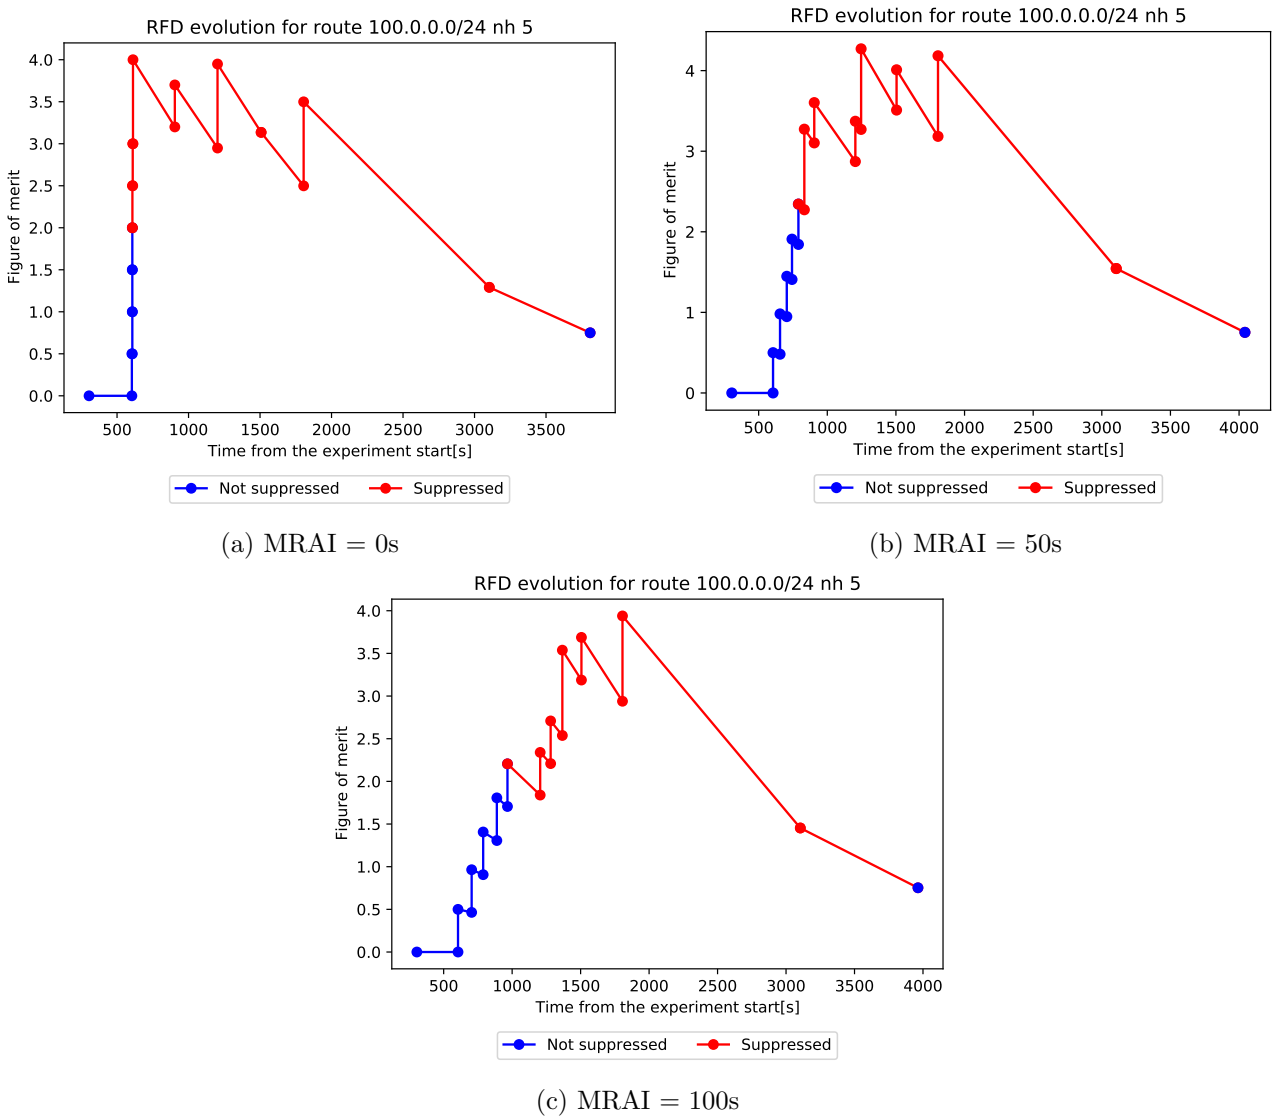 RFD evolution for route 100.0.0.0/24 nh 5
Figure of merit
4.0
3.5
3.0
2.5
2.0
1.5
1.0
0.5
0.0
500 1000 1500 2000 2500 3000 3500
Time from the experiment start[s]
Not suppressed Suppressed
(a) MRAI = 0s
RFD evolution for route 100.0.0.0/24 nh 5
Figure of merit
4
3
2
1
0
500 1000 1500 2000 2500 3000 3500 4000
Time from the experiment start[s]
Not suppressed Suppressed
(b) MRAI = 50s
RFD evolution for route 100.0.0.0/24 nh 5
Figure of merit
4.0
3.5
3.0
2.5
2.0
1.5
1.0
0.5
0.0
500 1000 1500 2000 2500 3000 3500 4000
Time from the experiment start[s]
Not suppressed Suppressed
(c) MRAI = 100s